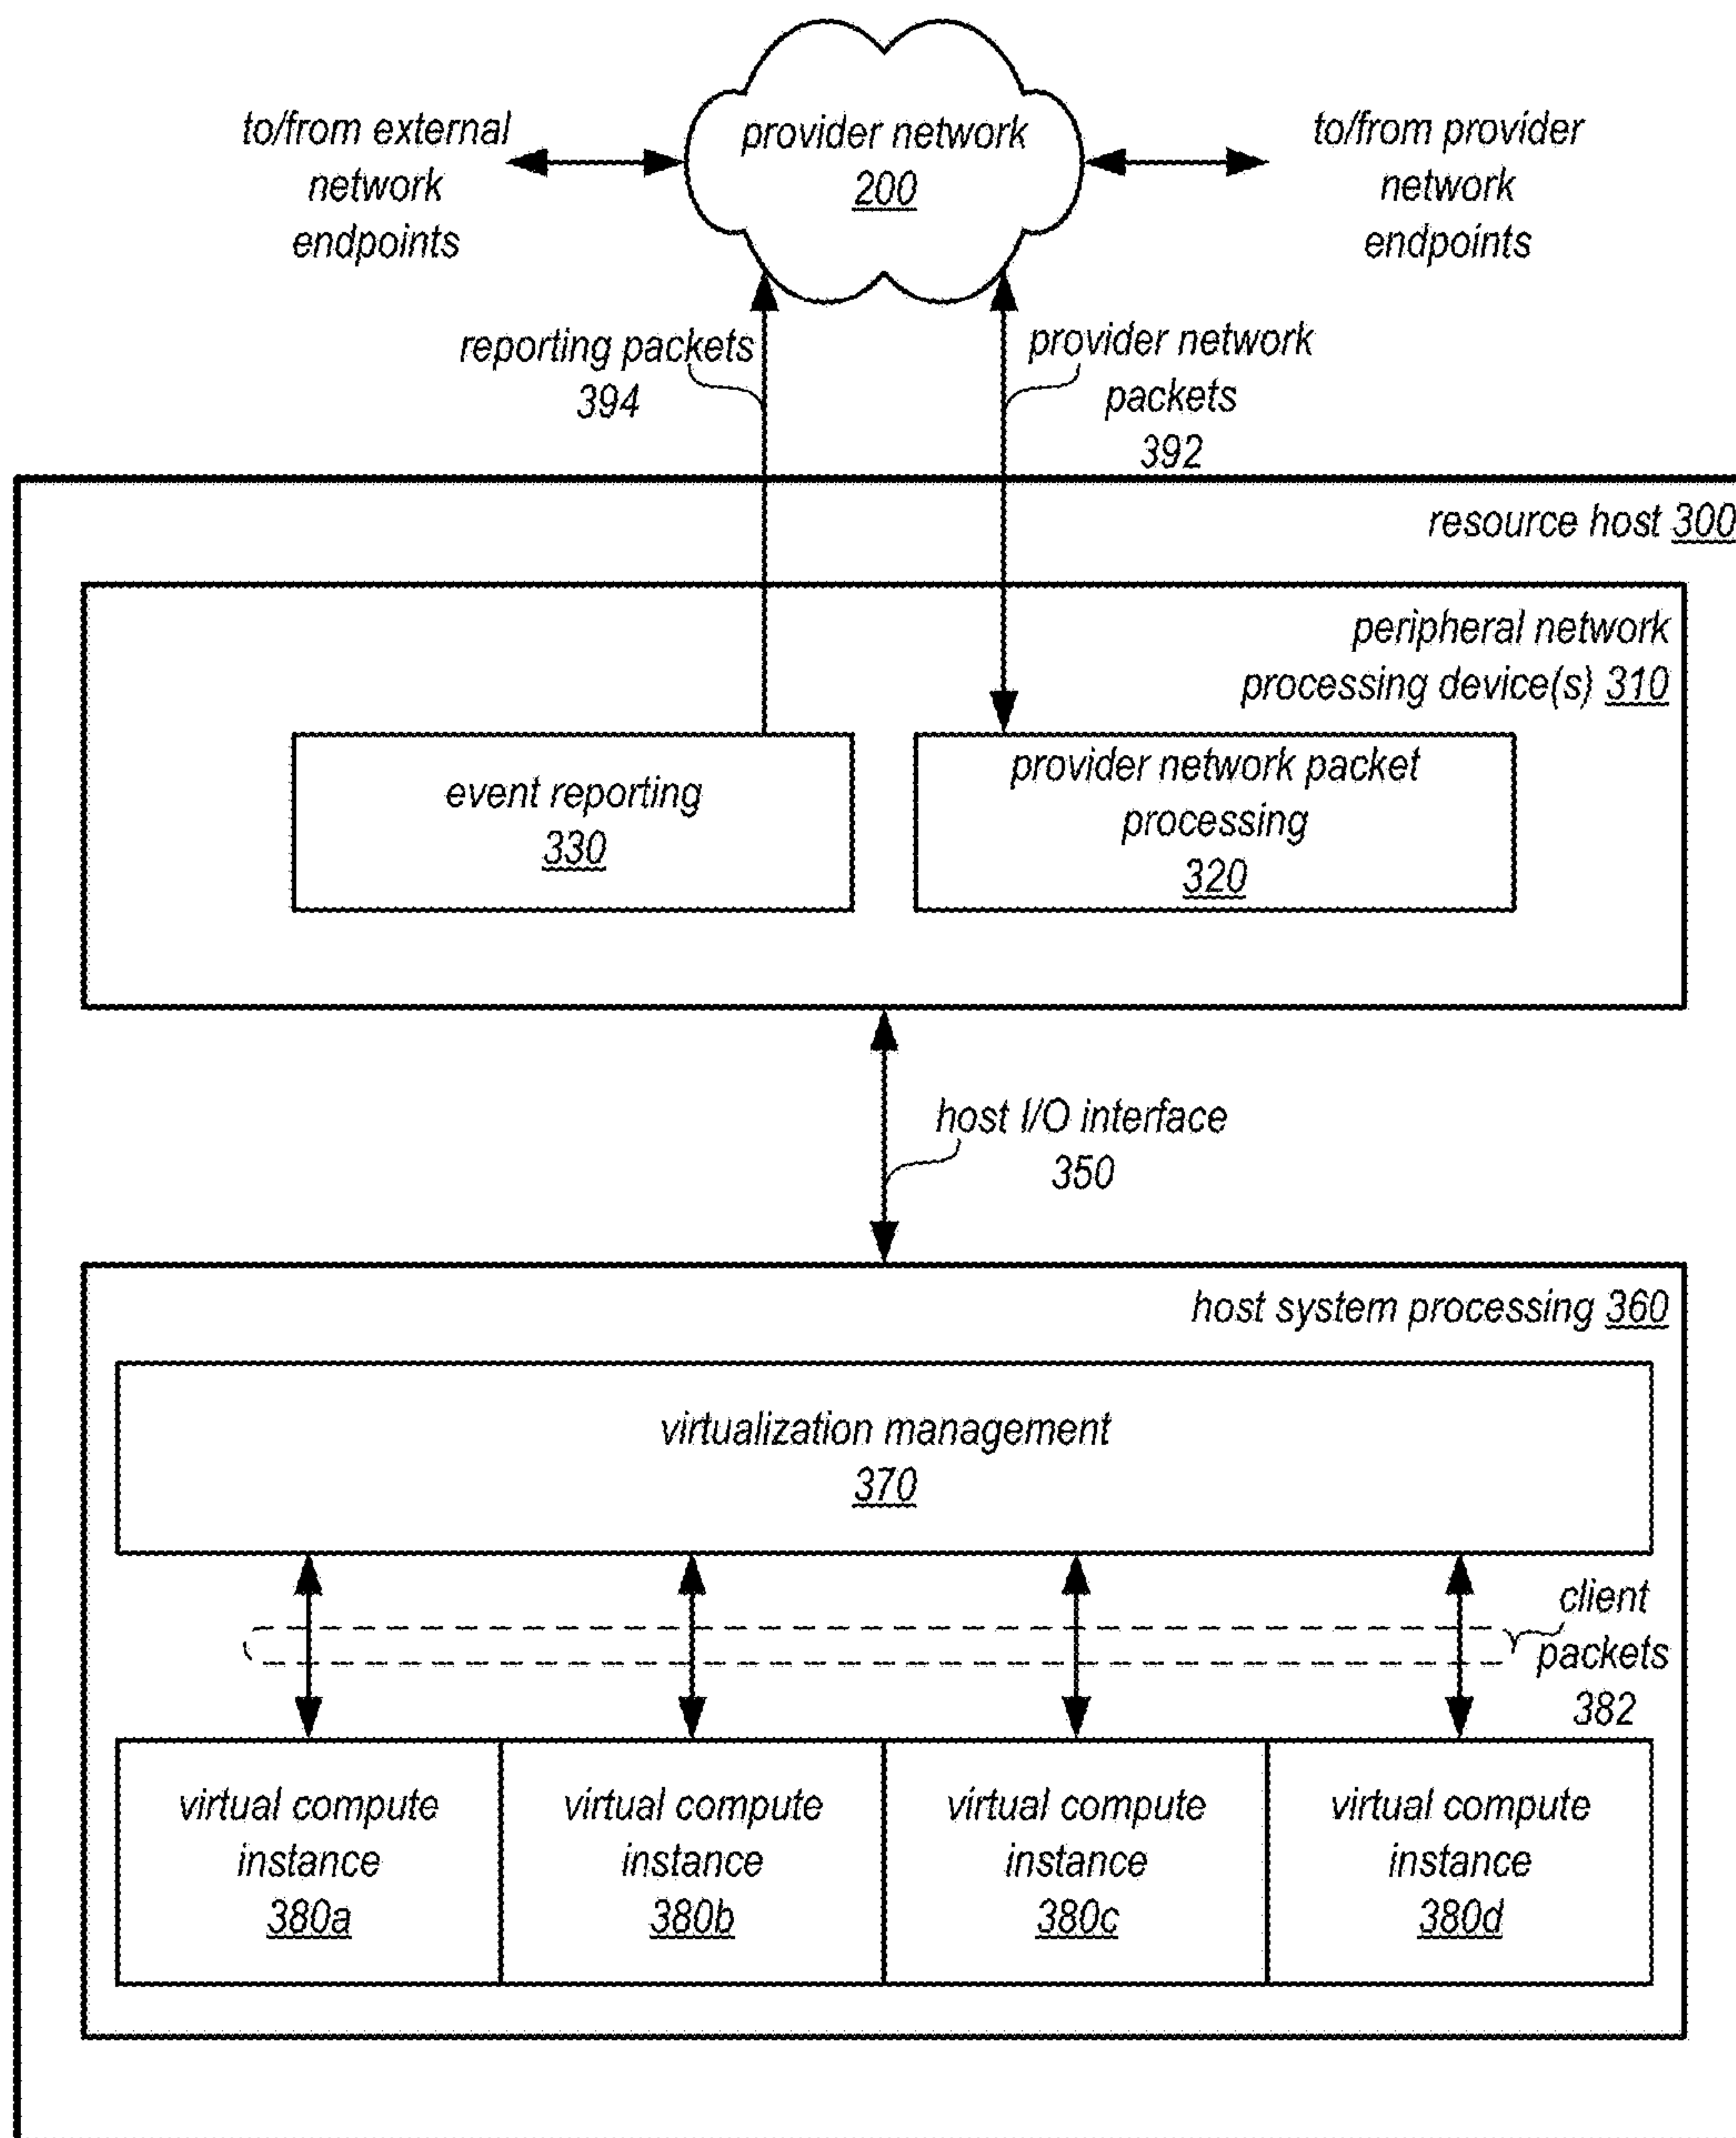 to/from external
network
endpoints
provider network
200
to/from provider
network
endpoints
reporting packets
394
provider network
packets
392
resource host 300
peripheral network
processing device(s) 310
event reporting
330
provider network packet
processing
320
host I/O interface
350
host system processing 360
virtualization management
370
client
packets
382
virtual compute
instance
380a
virtual compute
instance
380b
virtual compute
instance
380c
virtual compute
instance
380d